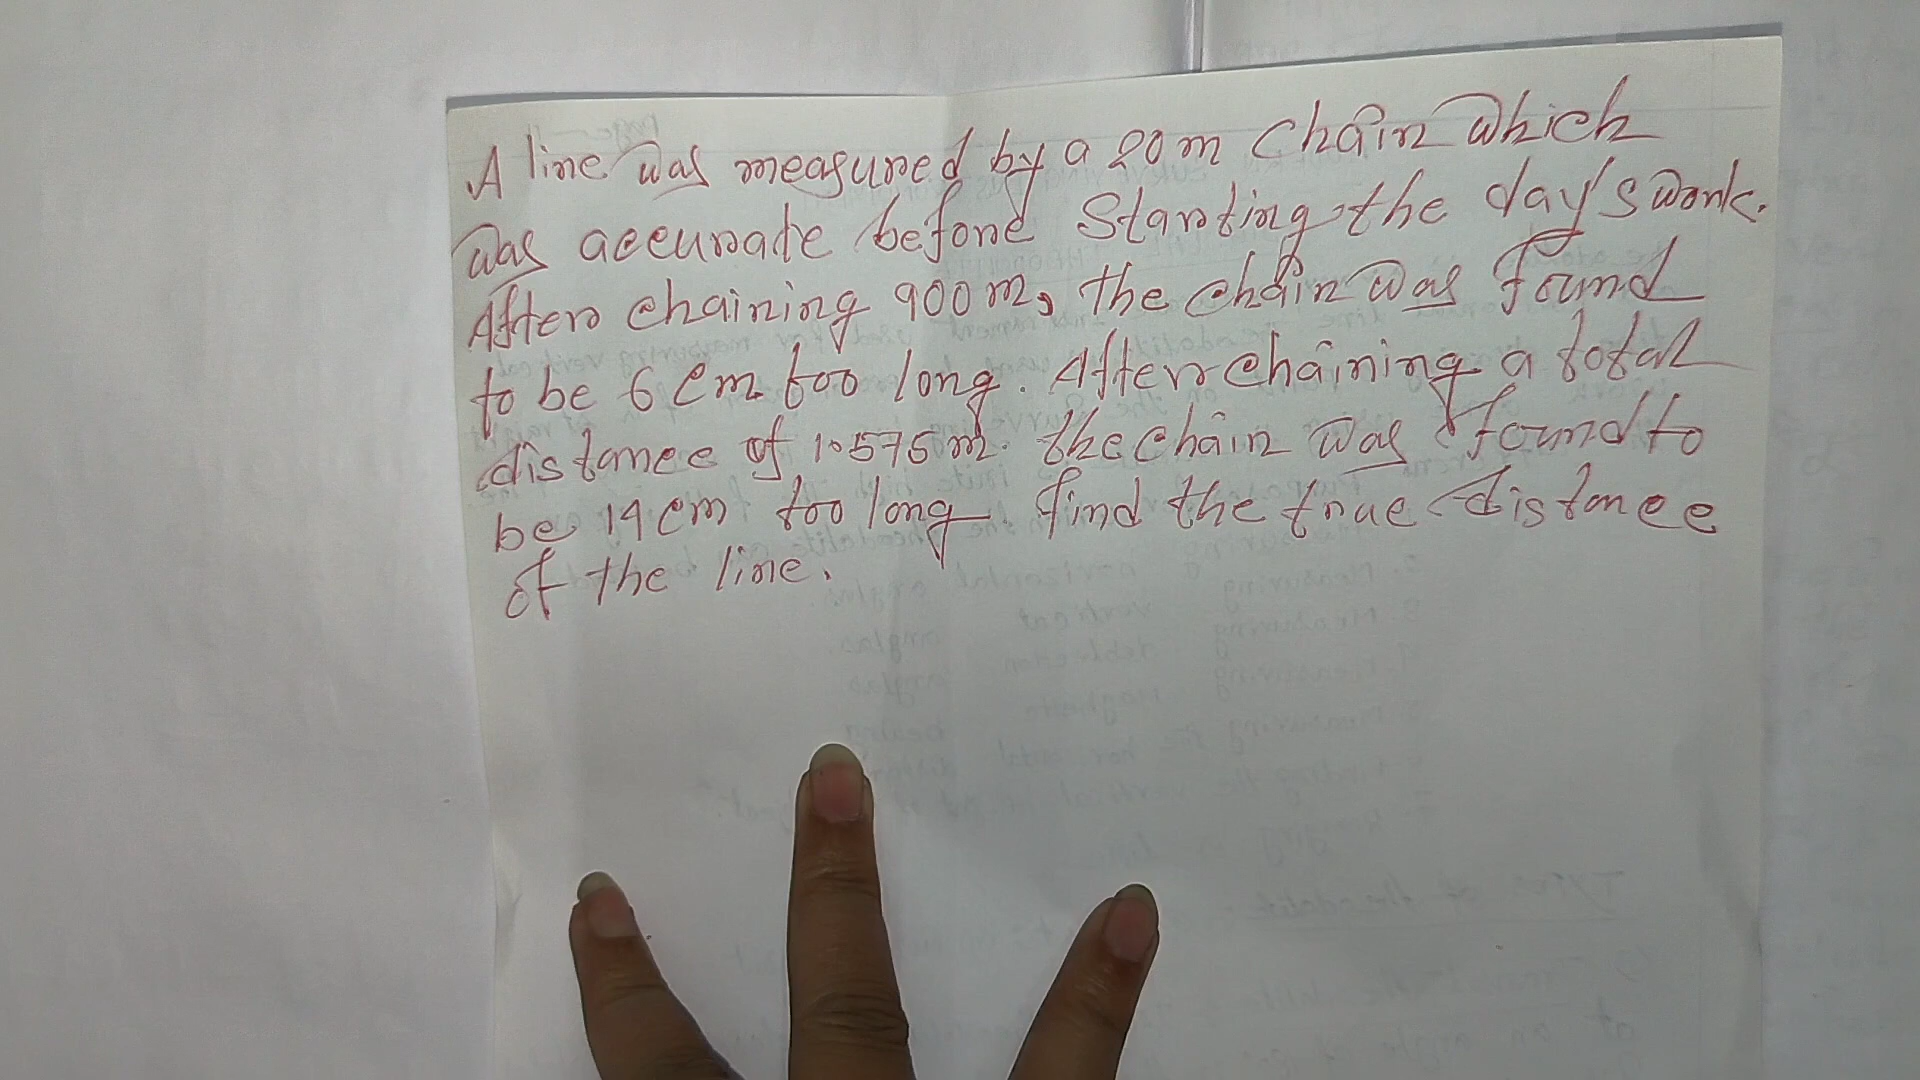 A line was measured by a 20m chain which
was accurate before starting the day's work.
After chaining 900m, the chain was found
to be 6 cm too long. After chaining a total
distance of 1575m. the chain was found to
be 14 cm too long. find the true distance
of the line.